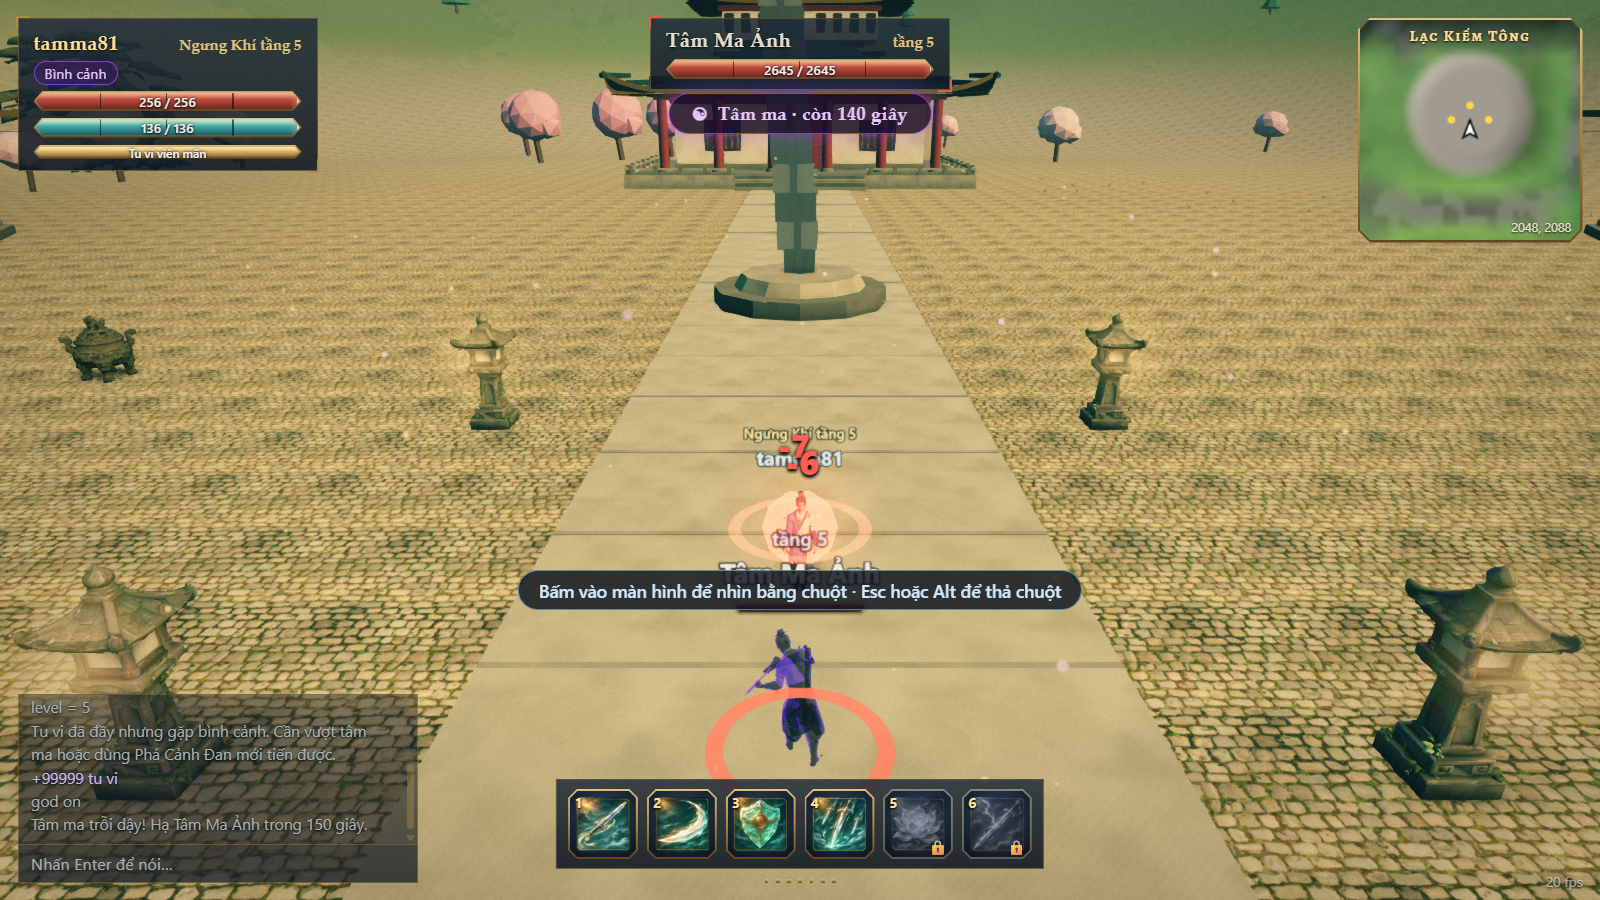 tamma81
Ngưng Khí tầng 5
Bình cảnh
256 / 256
136 / 136
Tu vi viên mãn
Tâm Ma Ảnh
tầng 5
2645 / 2645
Tâm ma · còn 140 giây
LẠC KIẾM TÔNG
2048, 2088
Ngưng Khí tầng 5
-7
tamma81
-6
tầng 5
Tâm Ma Ảnh
Bấm vào màn hình để nhìn bằng chuột · Esc hoặc Alt để thả chuột
level = 5
Tu vi đã đầy nhưng gặp bình cảnh. Cần vượt tâm
ma hoặc dùng Phá Cảnh Đan mới tiến được.
+99999 tu vi
god on
Tâm ma trỗi dậy! Hạ Tâm Ma Ảnh trong 150 giây.
Nhấn Enter để nói...
1
2
3
4
5
6
20 fps